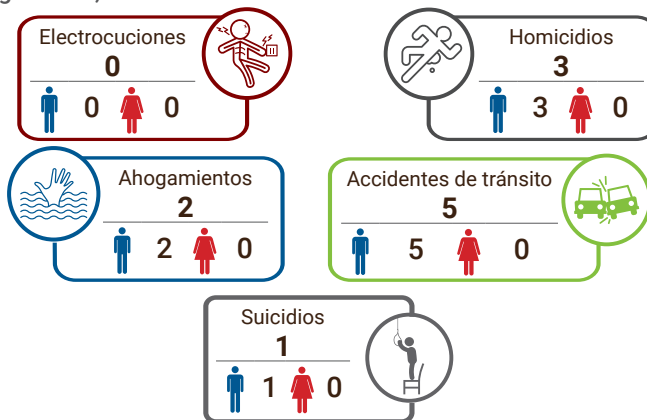 Electrocuciones
0
0 0
Homicidios
3
3 0
Ahogamientos
2
2 0
Accidentes de tránsito
5
5 0
Suicidios
1
1 0